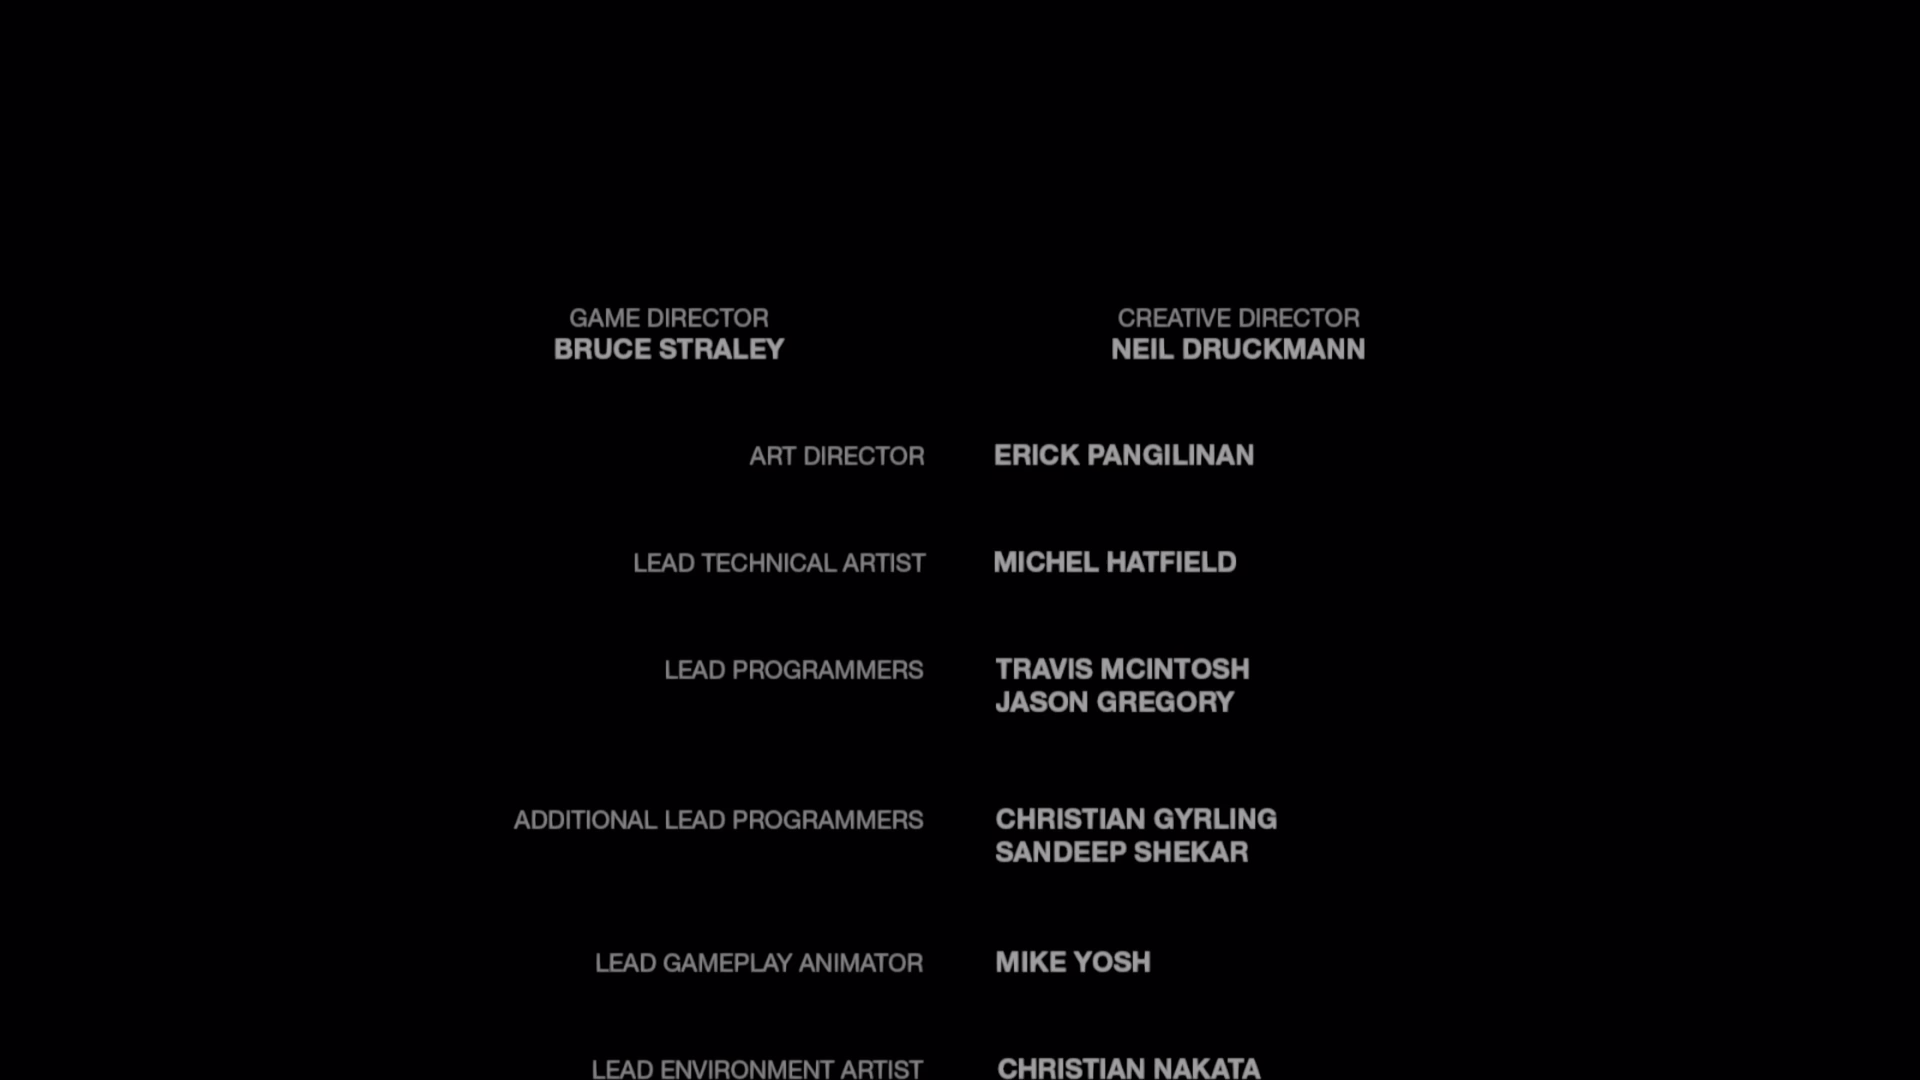 GAME DIRECTOR
BRUCE STRALEY
CREATIVE DIRECTOR
NEIL DRUCKMANN
ART DIRECTOR ERICK PANGILINAN
LEAD TECHNICAL ARTIST MICHEL HATFIELD
LEAD PROGRAMMERS TRAVIS MCINTOSH
JASON GREGORY
ADDITIONAL LEAD PROGRAMMERS CHRISTIAN GYRLING
SANDEEP SHEKAR
LEAD GAMEPLAY ANIMATOR MIKE YOSH
LEAD ENVIRONMENT ARTIST CHRISTIAN NAKATA